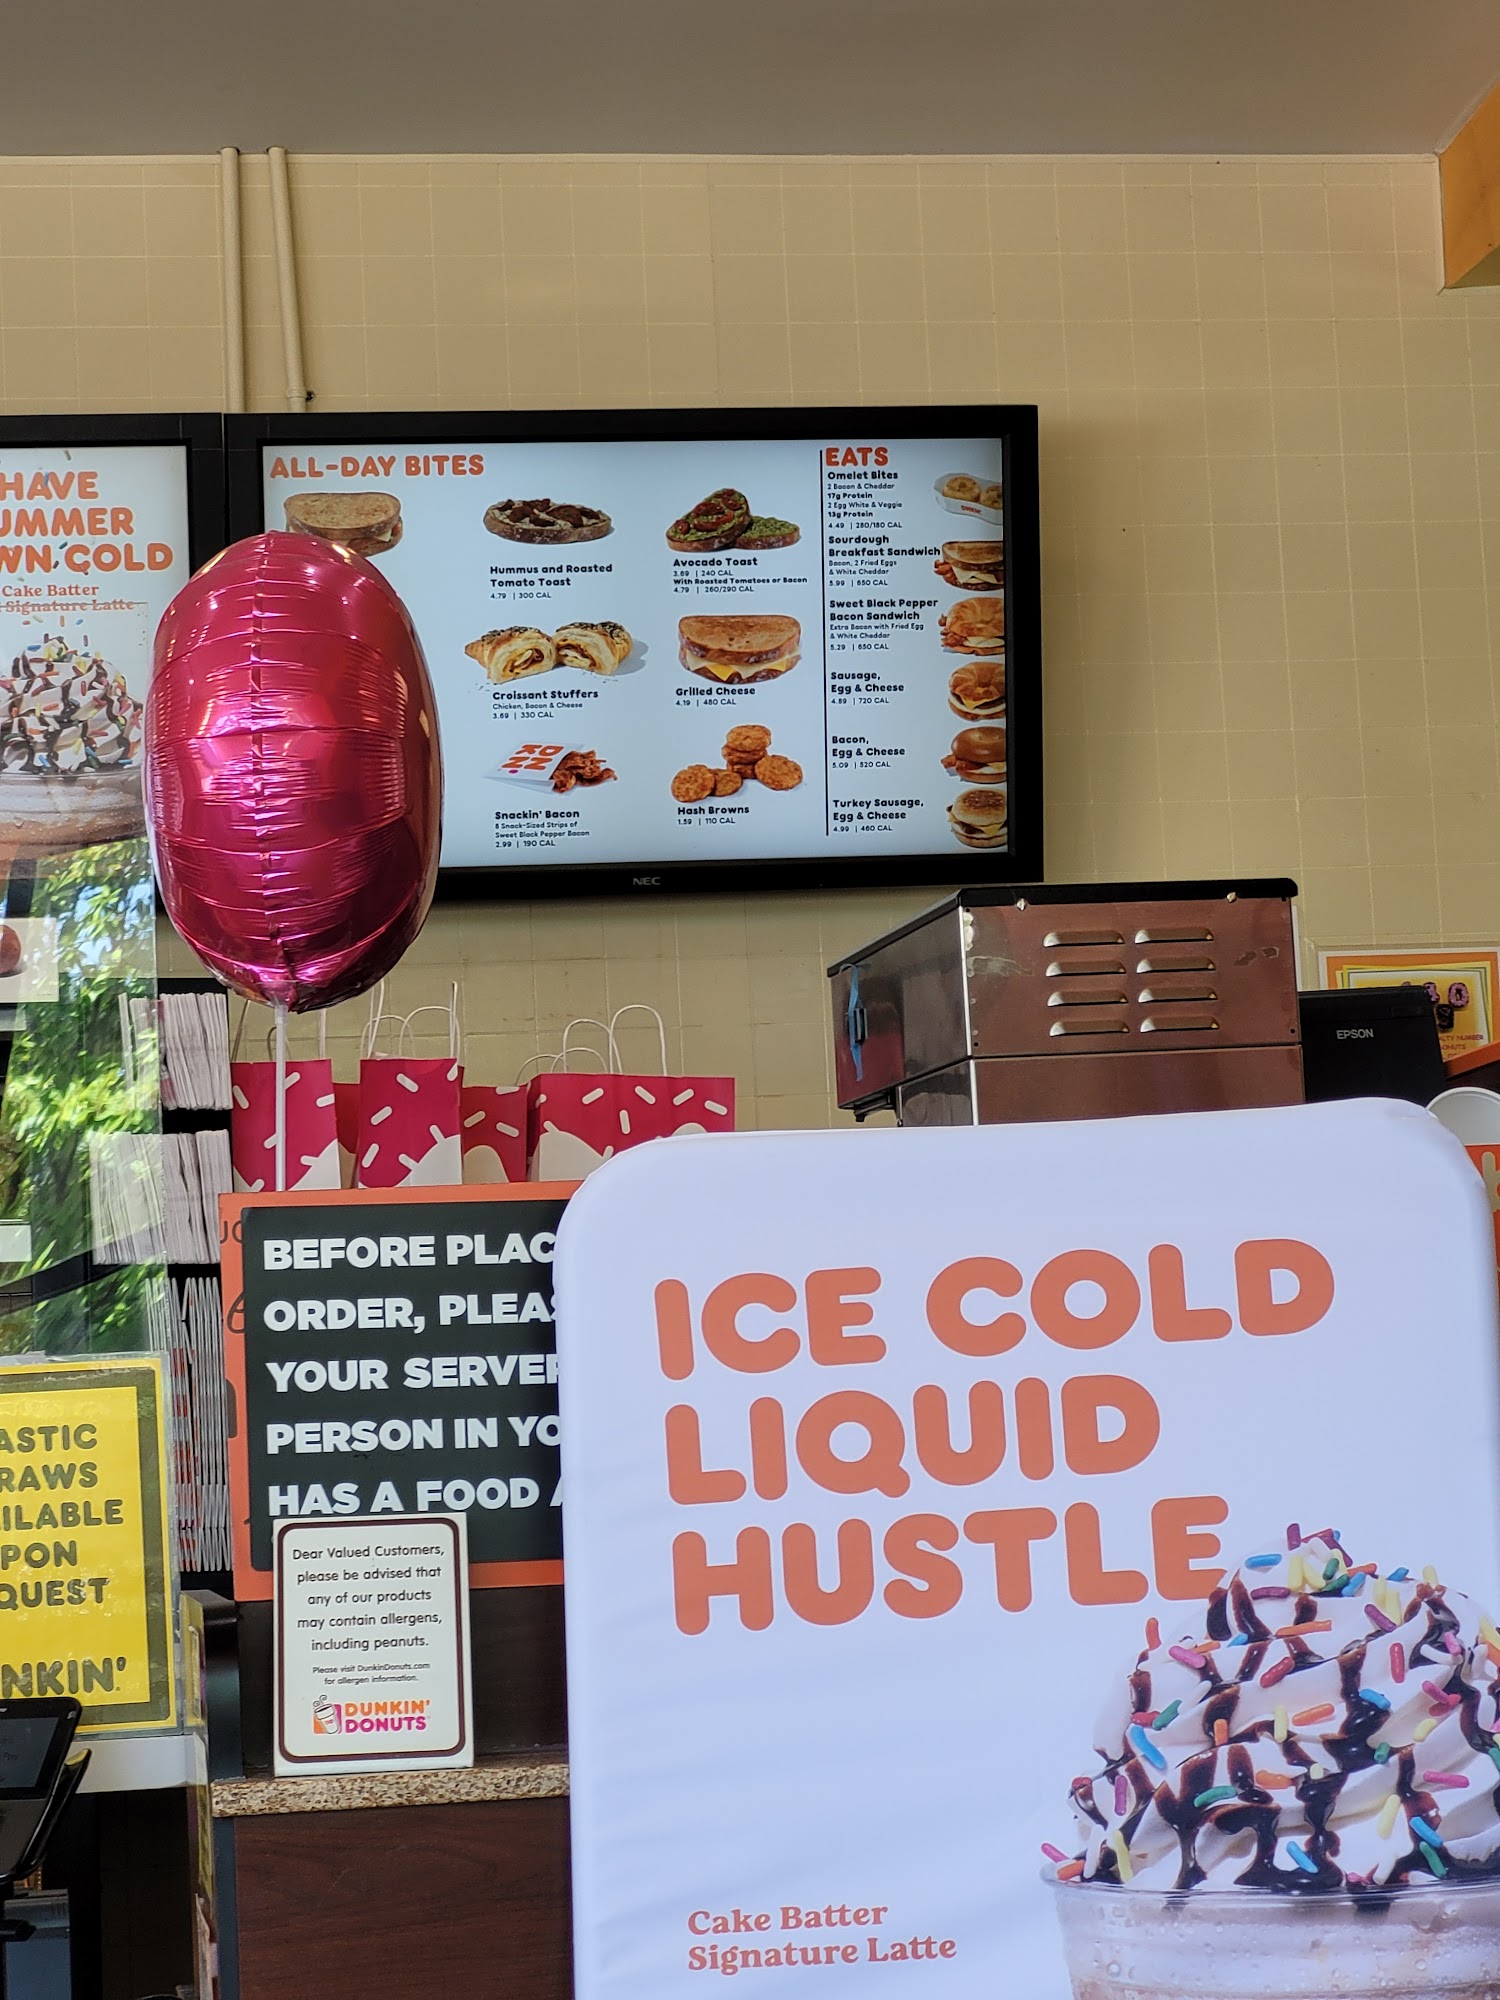 HAVE
UMMER
WN COLD
Cake Batter
Signature Latte
ALL-DAY BITES
Hummus and Roasted
Tomato Toast
4.79 | 300 CAL
Avocado Toast
3.69 | 240 CAL
With Roasted Tomatoes or Bacon
4.79 | 260/290 CAL
Croissant Stuffers
Chicken, Bacon & Cheese
3.69 | 330 CAL
Grilled Cheese
4.19 | 480 CAL
Snackin' Bacon
8 Snack-Sized Strips of
Sweet Black Pepper Bacon
2.99 | 190 CAL
Hash Browns
1.59 | 110 CAL
EATS
Omelet Bites
2 Bacon & Cheddar
17g Protein
2 Egg White & Veggie
13g Protein
4.49 | 280/180 CAL
Sourdough
Breakfast Sandwich
Bacon, 2 Fried Eggs
& White Cheddar
5.99 | 650 CAL
Sweet Black Pepper
Bacon Sandwich
Extra Bacon with Fried Egg
& White Cheddar
5.29 | 650 CAL
Sausage,
Egg & Cheese
4.89 | 720 CAL
Bacon,
Egg & Cheese
5.09 | 520 CAL
Turkey Sausage,
Egg & Cheese
4.99 | 460 CAL
NEC
EPSON
BEFORE PLAC
ORDER, PLEAS
YOUR SERVER
PERSON IN YO
HAS A FOOD A
ASTIC
RAWS
ILABLE
PON
QUEST
NKIN'
Dear Valued Customers,
please be advised that
any of our products
may contain allergens,
including peanuts.
Please visit DunkinDonuts.com
for allergen information.
DUNKIN'
DONUTS
ICE COLD
LIQUID
HUSTLE
Cake Batter
Signature Latte